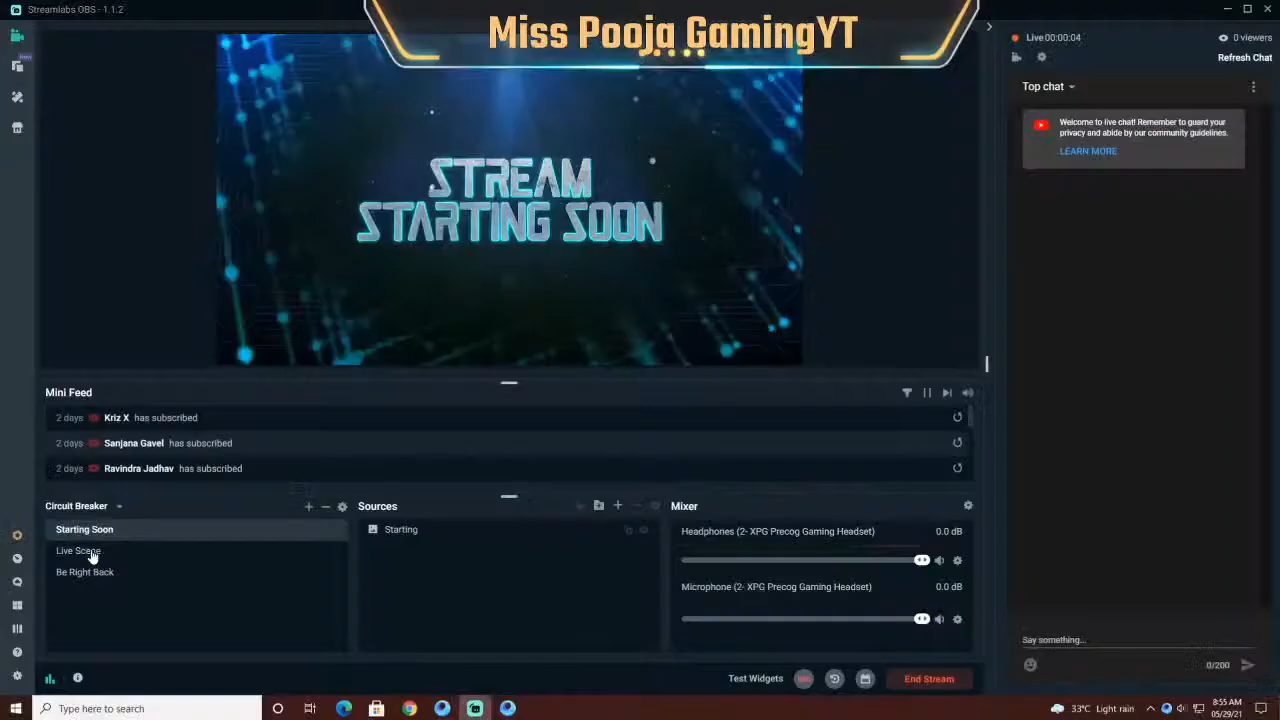 Streamlabs OBS - 1.1.2
Miss Pooja GamingYT
STREAM
STARTING SOON
Live 00:00:04
0 viewers
Refresh Chat
Top chat
Welcome to live chat! Remember to guard your
privacy and abide by our community guidelines.
LEARN MORE
Mini Feed
2 days Kriz X has subscribed
2 days Sanjana Gavel has subscribed
2 days Ravindra Jadhav has subscribed
Circuit Breaker
Starting Soon
Live Scene
Be Right Back
Sources
Starting
Mixer
Headphones (2- XPG Precog Gaming Headset) 0.0 dB
Microphone (2- XPG Precog Gaming Headset) 0.0 dB
Say something...
0/200
Test Widgets
REC
End Stream
Type here to search
33°C Light rain
8:55 AM
05/29/21